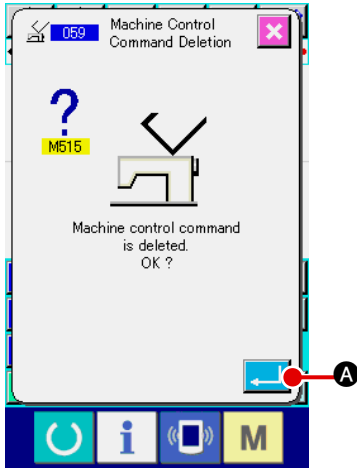 059
Machine Control
Command Deletion
?
M515
Machine control command
is deleted.
OK ?
A
i
M